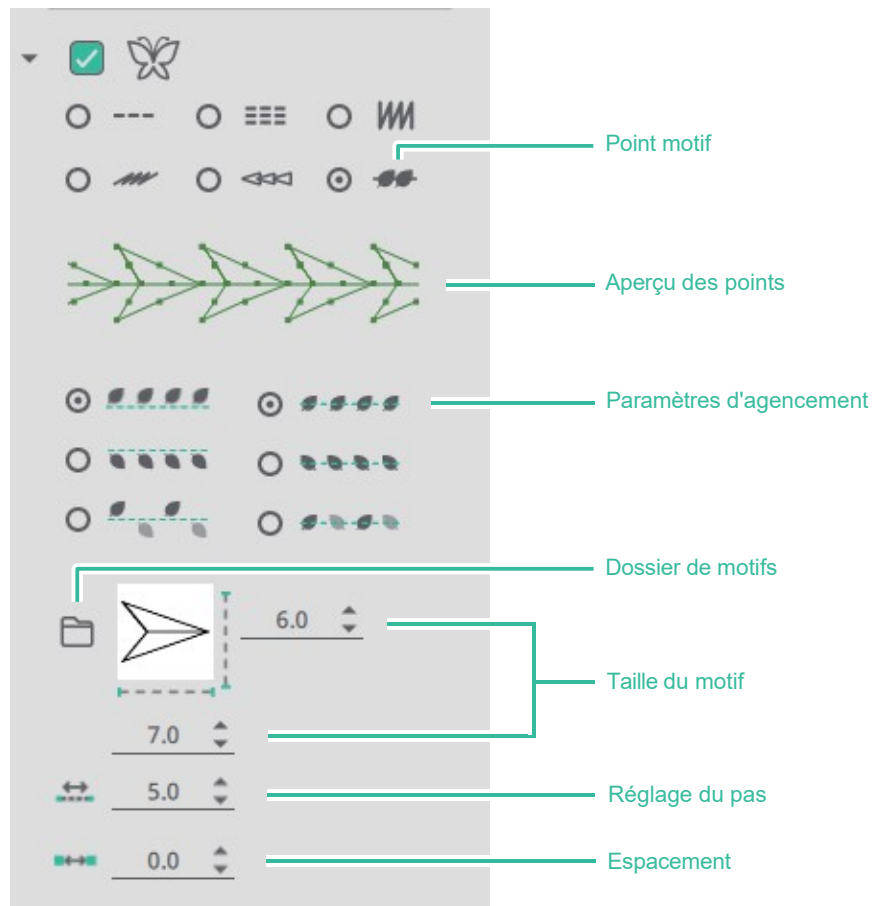 Point motif
Aperçu des points
Paramètres d'agencement
Dossier de motifs
6.0
Taille du motif
7.0
5.0
Réglage du pas
0.0
Espacement